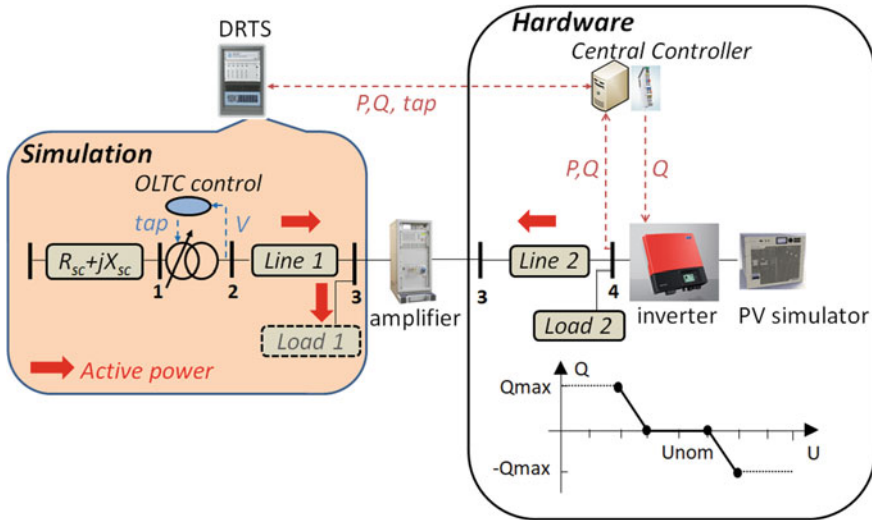 DRTS
Hardware
Central Controller
P,Q, tap
Simulation
OLTC control
tap
V
P,Q
Q
Rsc+jXsc
Line 1
Line 2
1
2
3
3
4
amplifier
Load 1
Load 2
inverter
PV simulator
Active power
Qmax
Q
Unom
U
-Qmax